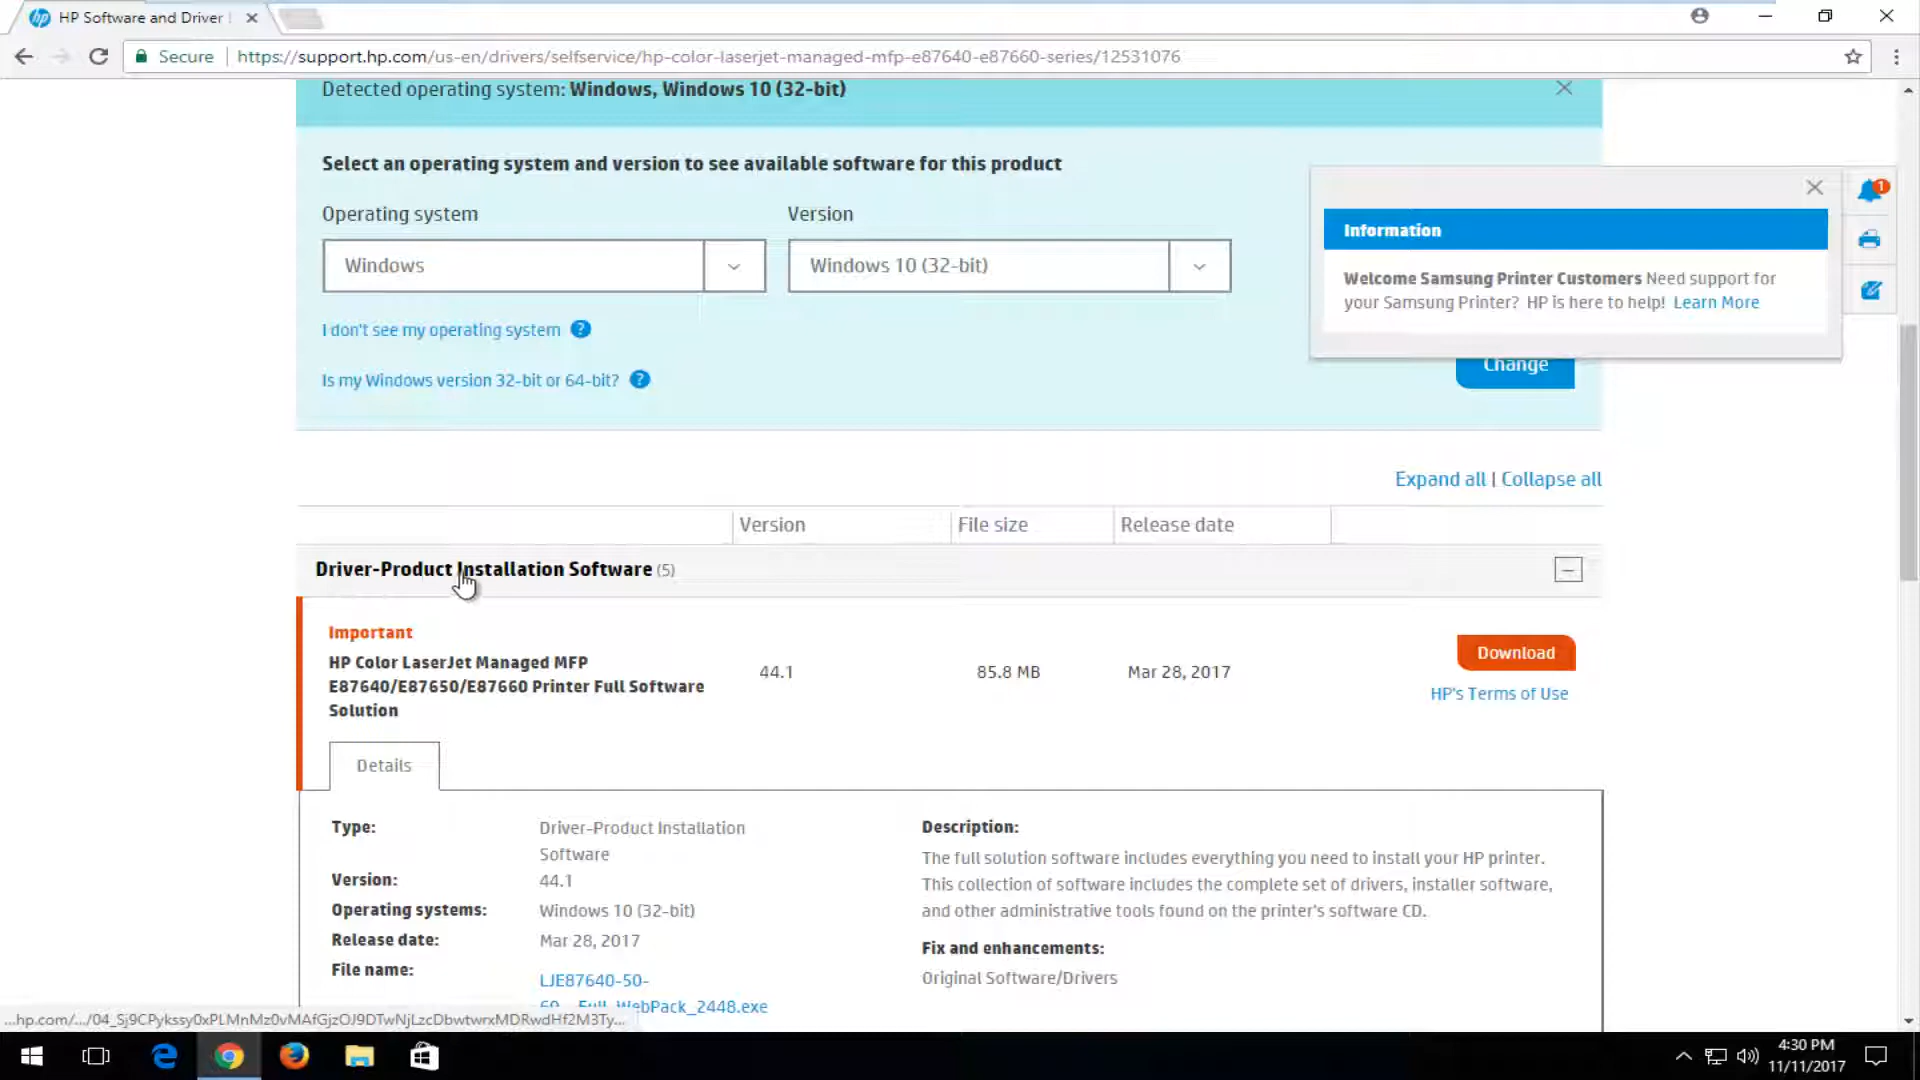 HP Software and Driver
Secure
https://support.hp.com/us-en/drivers/selfservice/hp-color-laserjet-managed-mfp-e87640-e87660-series/12531076
Detected operating system: Windows, Windows 10 (32-bit)
Select an operating system and version to see available software for this product
Operating system
Version
Windows
Windows 10 (32-bit)
I don't see my operating system ?
Is my Windows version 32-bit or 64-bit? ?
Information
Welcome Samsung Printer Customers Need support for
your Samsung Printer? HP is here to help! Learn More
1
Change
Expand all | Collapse all
Version
File size
Release date
Driver-Product Installation Software (5)
Important
HP Color LaserJet Managed MFP
E87640/E87650/E87660 Printer Full Software
Solution
44.1
85.8 MB
Mar 28, 2017
Download
HP's Terms of Use
Details
Type:
Driver-Product Installation
Software
Version:
44.1
Operating systems:
Windows 10 (32-bit)
Release date:
Mar 28, 2017
File name:
LJE87640-50-
60_ Full_WebPack_2448.exe
Description:
The full solution software includes everything you need to install your HP printer.
This collection of software includes the complete set of drivers, installer software,
and other administrative tools found on the printer's software CD.
Fix and enhancements:
Original Software/Drivers
4:30 PM
11/11/2017